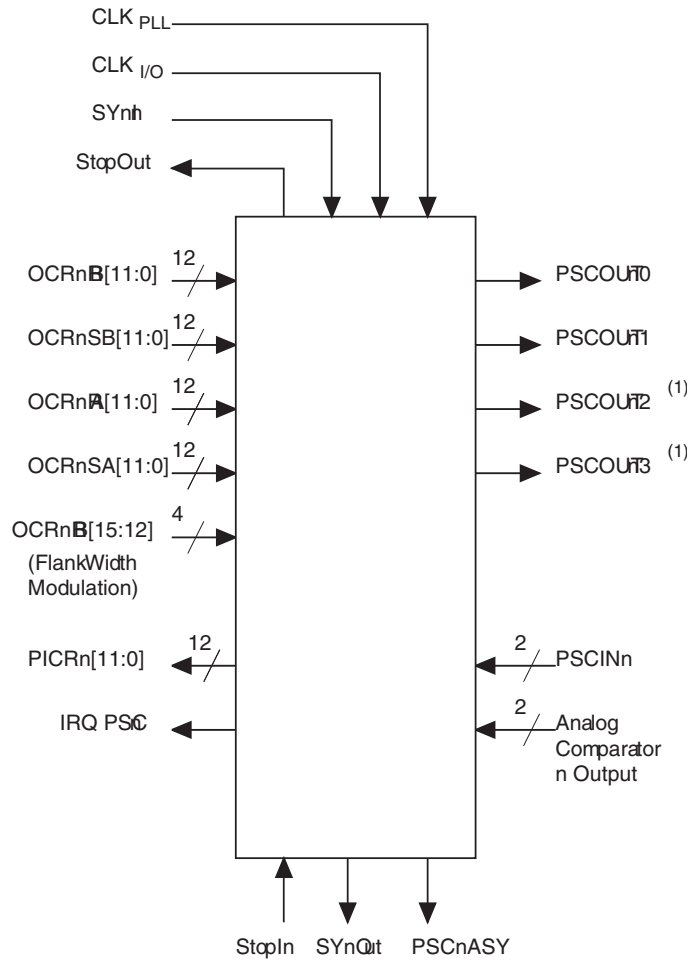 CLK PLL
CLK I/O
SYnIn
StopOut
12
OCRnRB[11:0]
PSCOUTn0
12
OCRnSB[11:0]
PSCOUTn1
12
OCRnRA[11:0]
PSCOUTn2 (1)
12
OCRnSA[11:0]
PSCOUTn3 (1)
4
OCRnRB[15:12]
(Flank Width
Modulation)
12
PICRn[11:0]
2
PSCINn
IRQ PSCn
2
Analog
Comparator
n Output
StopIn
SYnOut
PSCnASY